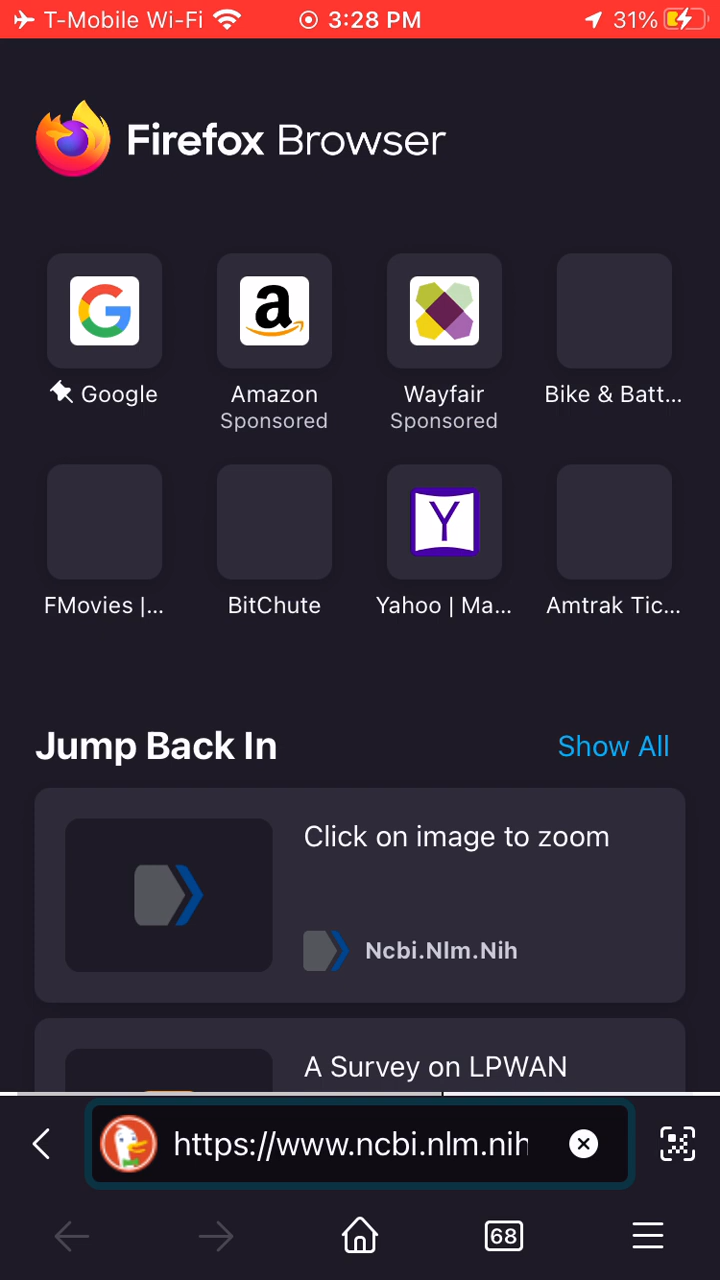 T-Mobile Wi-Fi 3:28 PM 31%
Firefox Browser
Google Amazon Wayfair Bike & Batt...
Sponsored Sponsored
FMovies |... BitChute Yahoo | Ma... Amtrak Tic...
Jump Back In Show All
Click on image to zoom
Ncbi.Nlm.Nih
A Survey on LPWAN
https://www.ncbi.nlm.nih
68